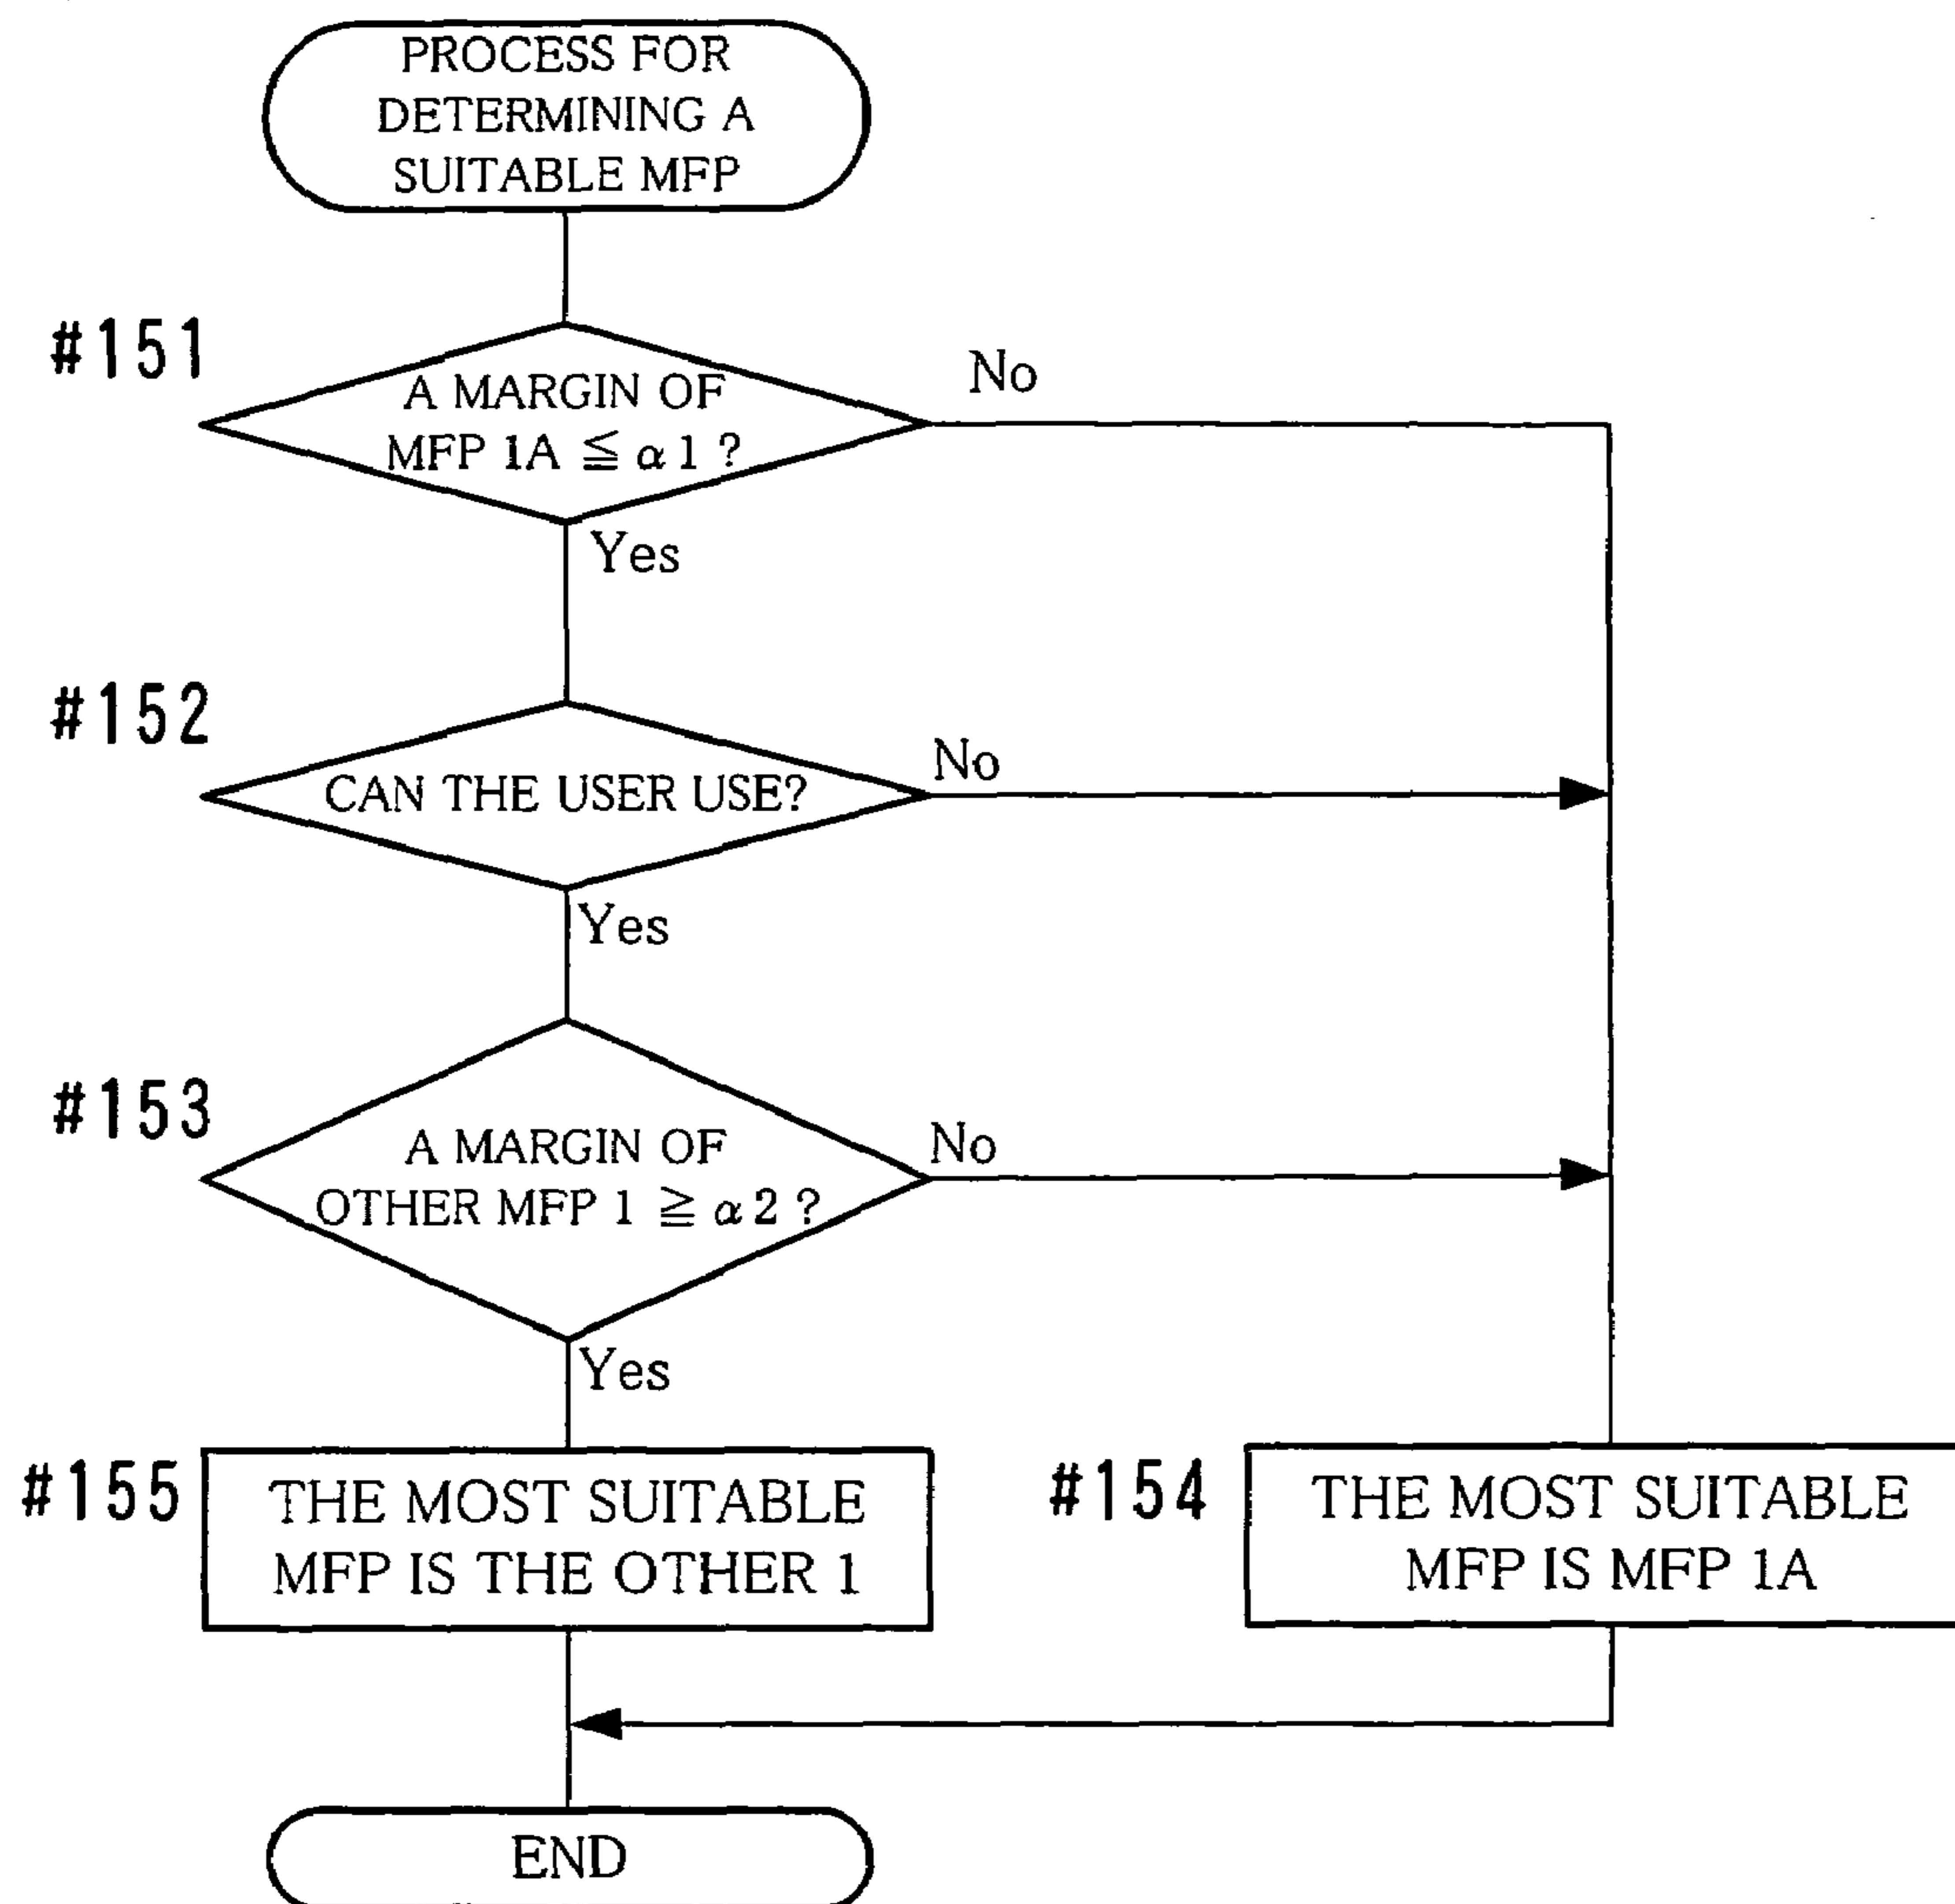 PROCESS FOR
DETERMINING A
SUITABLE MFP
#151
A MARGIN OF
MFP 1A ≦ α1 ?
No
Yes
#152
CAN THE USER USE?
No
Yes
#153
A MARGIN OF
OTHER MFP 1 ≧ α2 ?
No
Yes
#155
THE MOST SUITABLE
MFP IS THE OTHER 1
#154
THE MOST SUITABLE
MFP IS MFP 1A
END